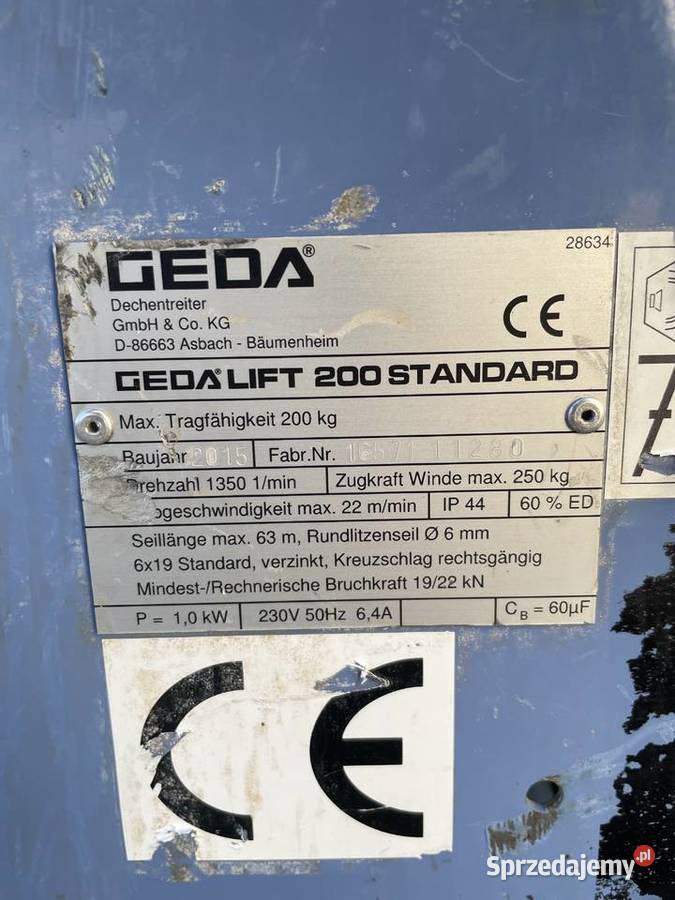 GEDA®
28634
Dechentreiter
GmbH & Co. KG
D-86663 Asbach - Bäumenheim
CE
GEDA® LIFT 200 STANDARD
Max. Tragfähigkeit 200 kg
Baujahr 2015 Fabr.Nr.
Drehzahl 1350 1/min Zugkraft Winde max. 250 kg
max. 22 m/min IP 44 60 % ED
Seillänge max. 63 m, Rundlitzenseil Ø 6 mm
6x19 Standard, verzinkt, Kreuzschlag rechtsgängig
Mindest-/Rechnerische Bruchkraft 19/22 kN
P = 1,0 kW 230V 50Hz 6,4A C_B = 60µF
CE
Sprzedajemy.pl